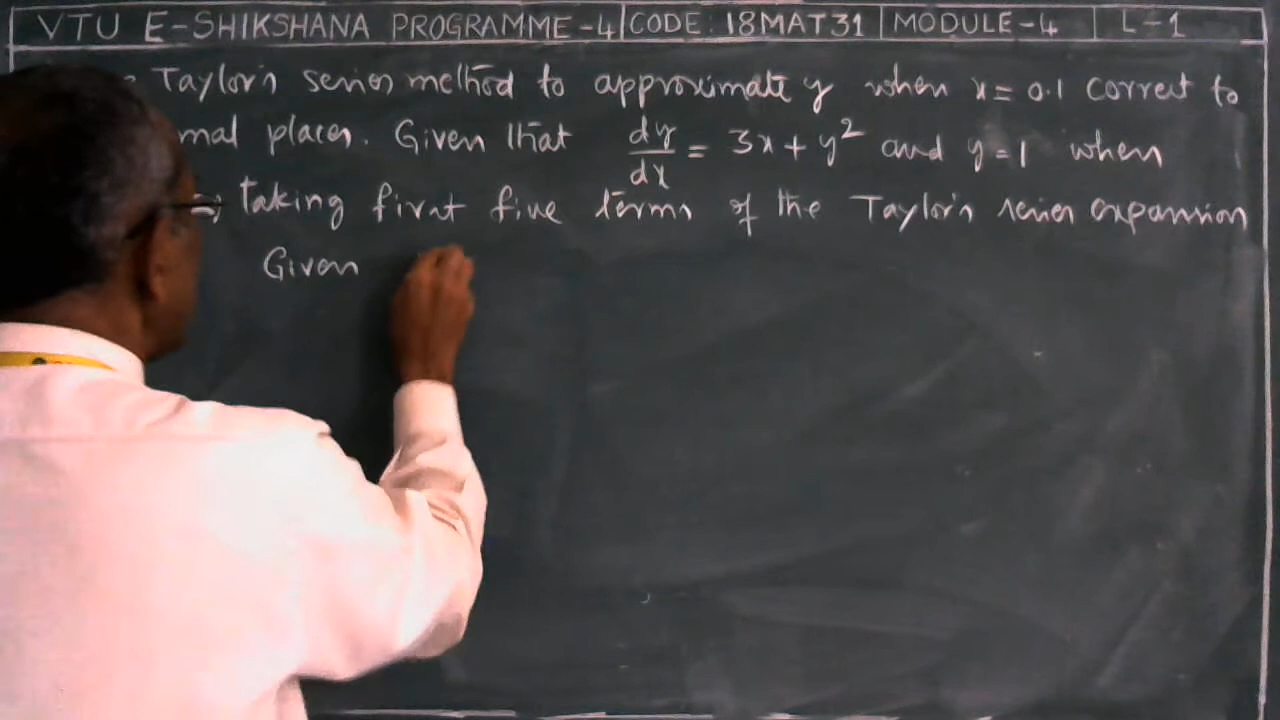 VTU E-SHIKSHANA PROGRAMME-4 CODE: 18MAT31 MODULE-4 L-1
Taylor's series method to approximate y when x = 0.1 correct to
mal places. Given that dy/dx = 3x + y² and y = 1 when
taking first five terms of the Taylor's series expansion
Given